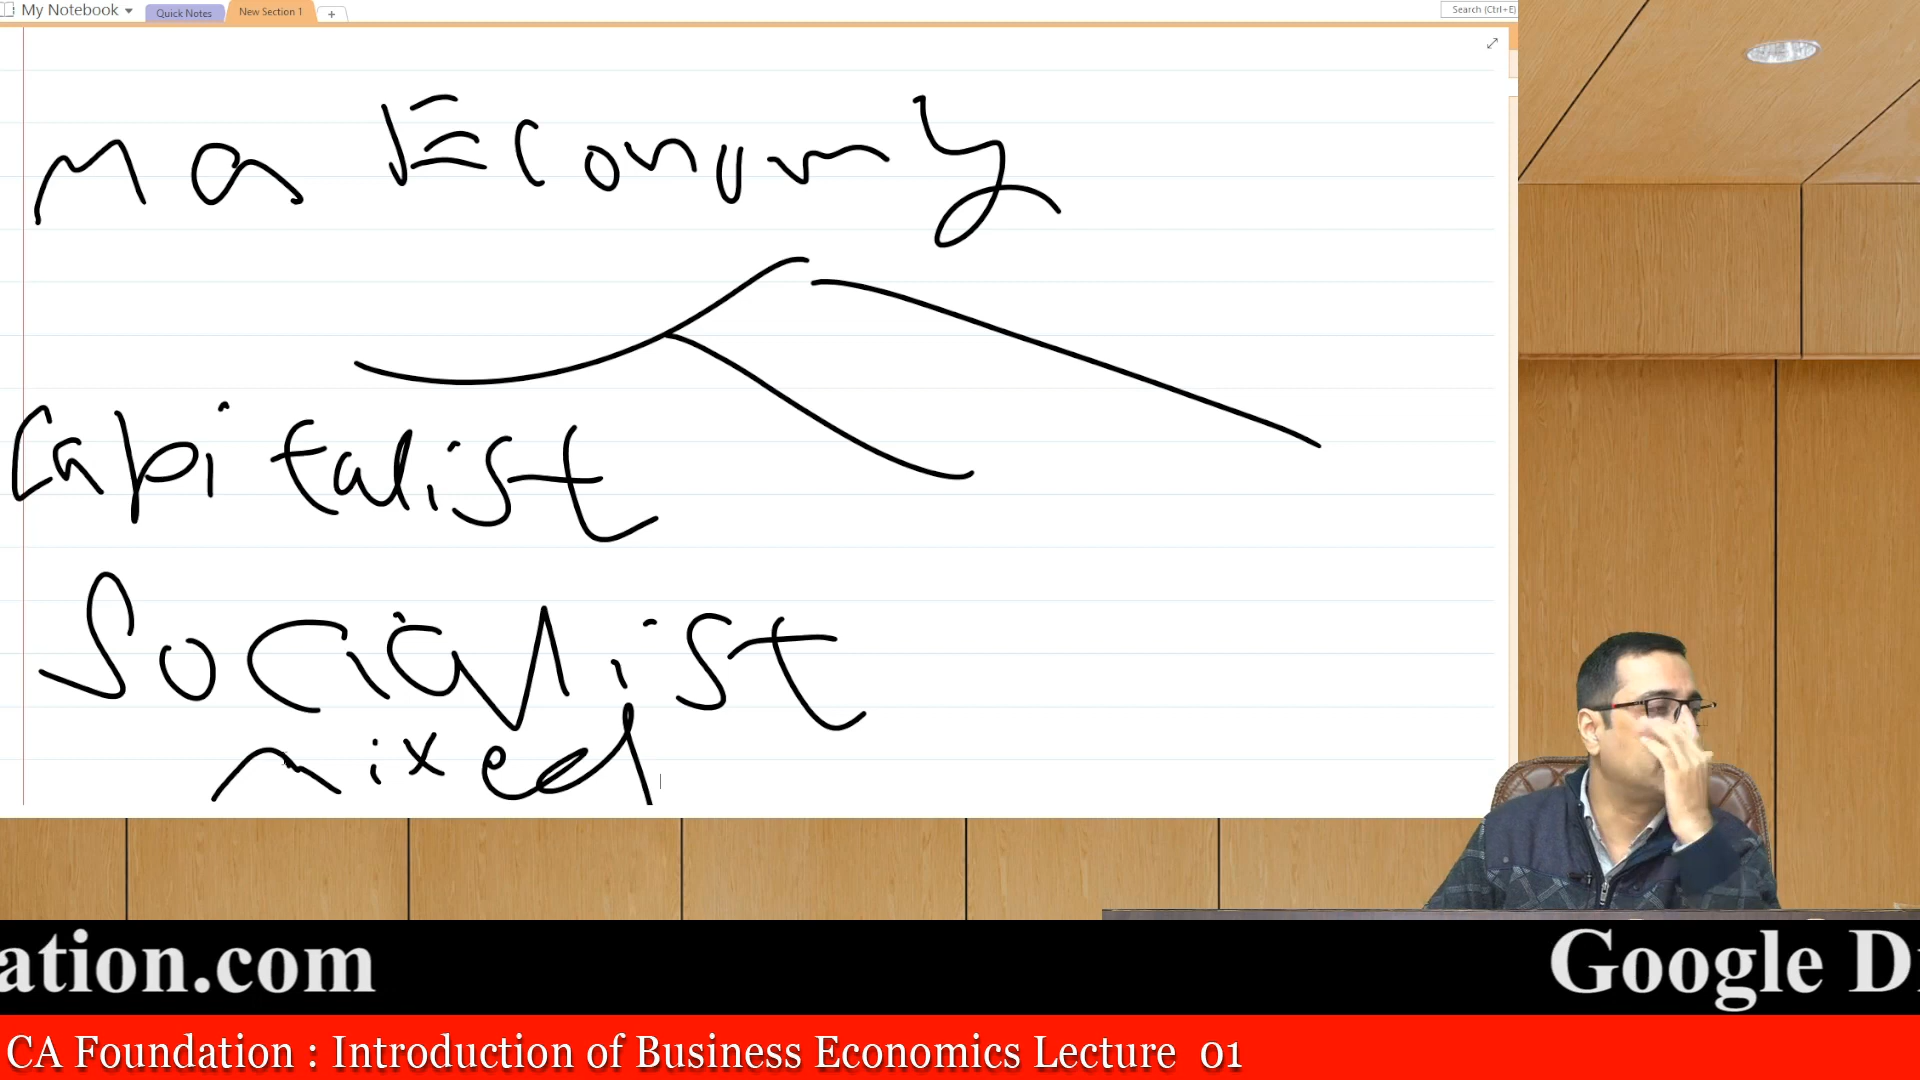 My Notebook
Quick Notes
New Section 1
+
Search (Ctrl+E)
Economy
Capitalist
Socialist
mixed
ation.com
Google D
CA Foundation : Introduction of Business Economics Lecture 01